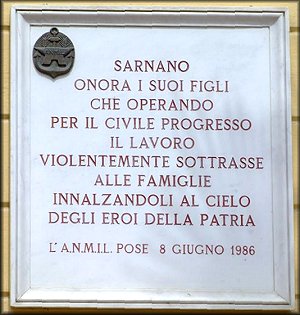 SARNANO
ONORA I SUOI FIGLI
CHE OPERANDO
PER IL CIVILE PROGRESSO
IL LAVORO
VIOLENTEMENTE SOTTRASSE
ALLE FAMIGLIE
INNALZANDOLI AL CIELO
DEGLI EROI DELLA PATRIA
L'A.N.M.I.L. POSE 8 GIUGNO 1986